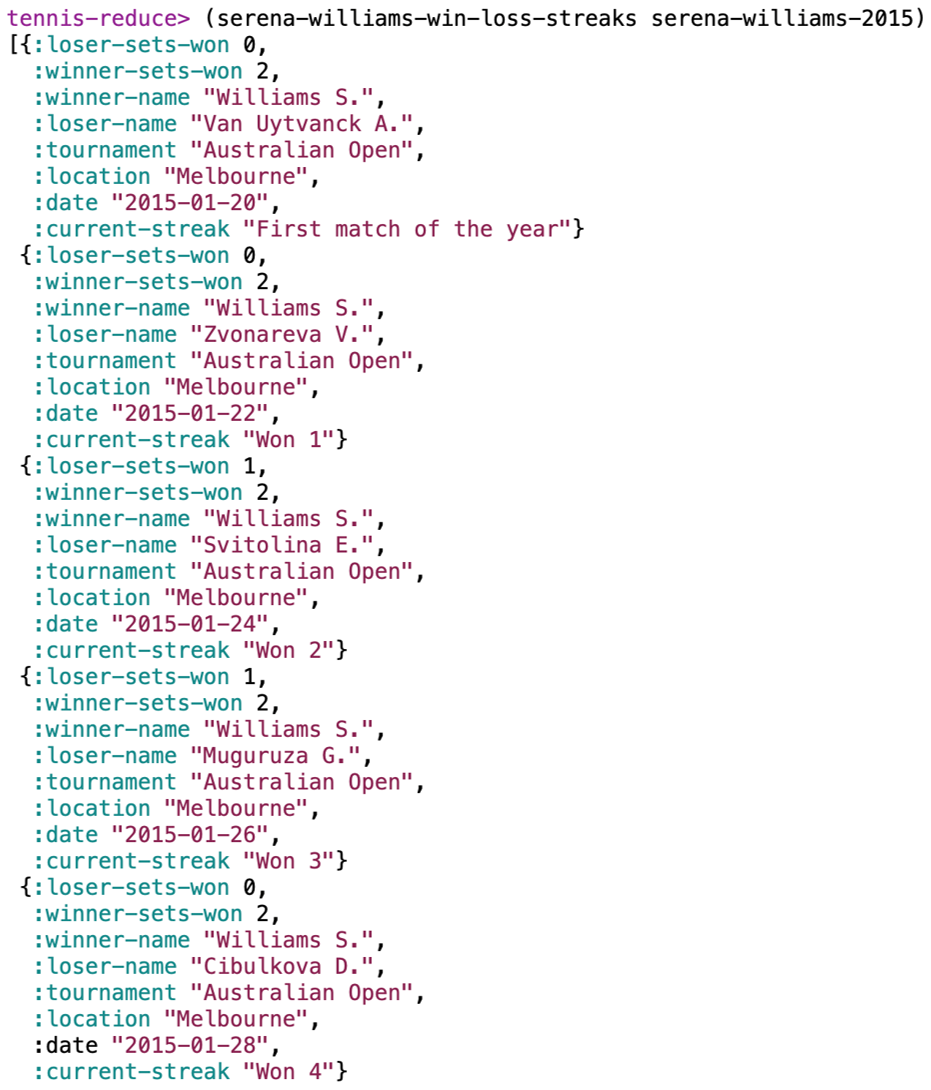 tennis-reduce> (serena-williams-win-loss-streaks serena-williams-2015)
[{:loser-sets-won 0,
  :winner-sets-won 2,
  :winner-name "Williams S.",
  :loser-name "Van Uytvanck A.",
  :tournament "Australian Open",
  :location "Melbourne",
  :date "2015-01-20",
  :current-streak "First match of the year"}
 {:loser-sets-won 0,
  :winner-sets-won 2,
  :winner-name "Williams S.",
  :loser-name "Zvonareva V.",
  :tournament "Australian Open",
  :location "Melbourne",
  :date "2015-01-22",
  :current-streak "Won 1"}
 {:loser-sets-won 1,
  :winner-sets-won 2,
  :winner-name "Williams S.",
  :loser-name "Svitolina E.",
  :tournament "Australian Open",
  :location "Melbourne",
  :date "2015-01-24",
  :current-streak "Won 2"}
 {:loser-sets-won 1,
  :winner-sets-won 2,
  :winner-name "Williams S.",
  :loser-name "Muguruza G.",
  :tournament "Australian Open",
  :location "Melbourne",
  :date "2015-01-26",
  :current-streak "Won 3"}
 {:loser-sets-won 0,
  :winner-sets-won 2,
  :winner-name "Williams S.",
  :loser-name "Cibulkova D.",
  :tournament "Australian Open",
  :location "Melbourne",
  :date "2015-01-28",
  :current-streak "Won 4"}